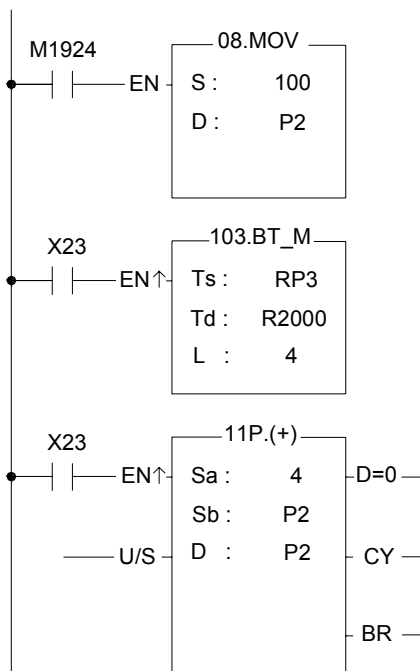 M1924
08.MOV
EN
S : 100
D : P2
X23
103.BT_M
EN↑
Ts : RP3
Td : R2000
L : 4
X23
11P.(+)
EN↑
Sa : 4
D=0
Sb : P2
U/S
D : P2
CY
BR